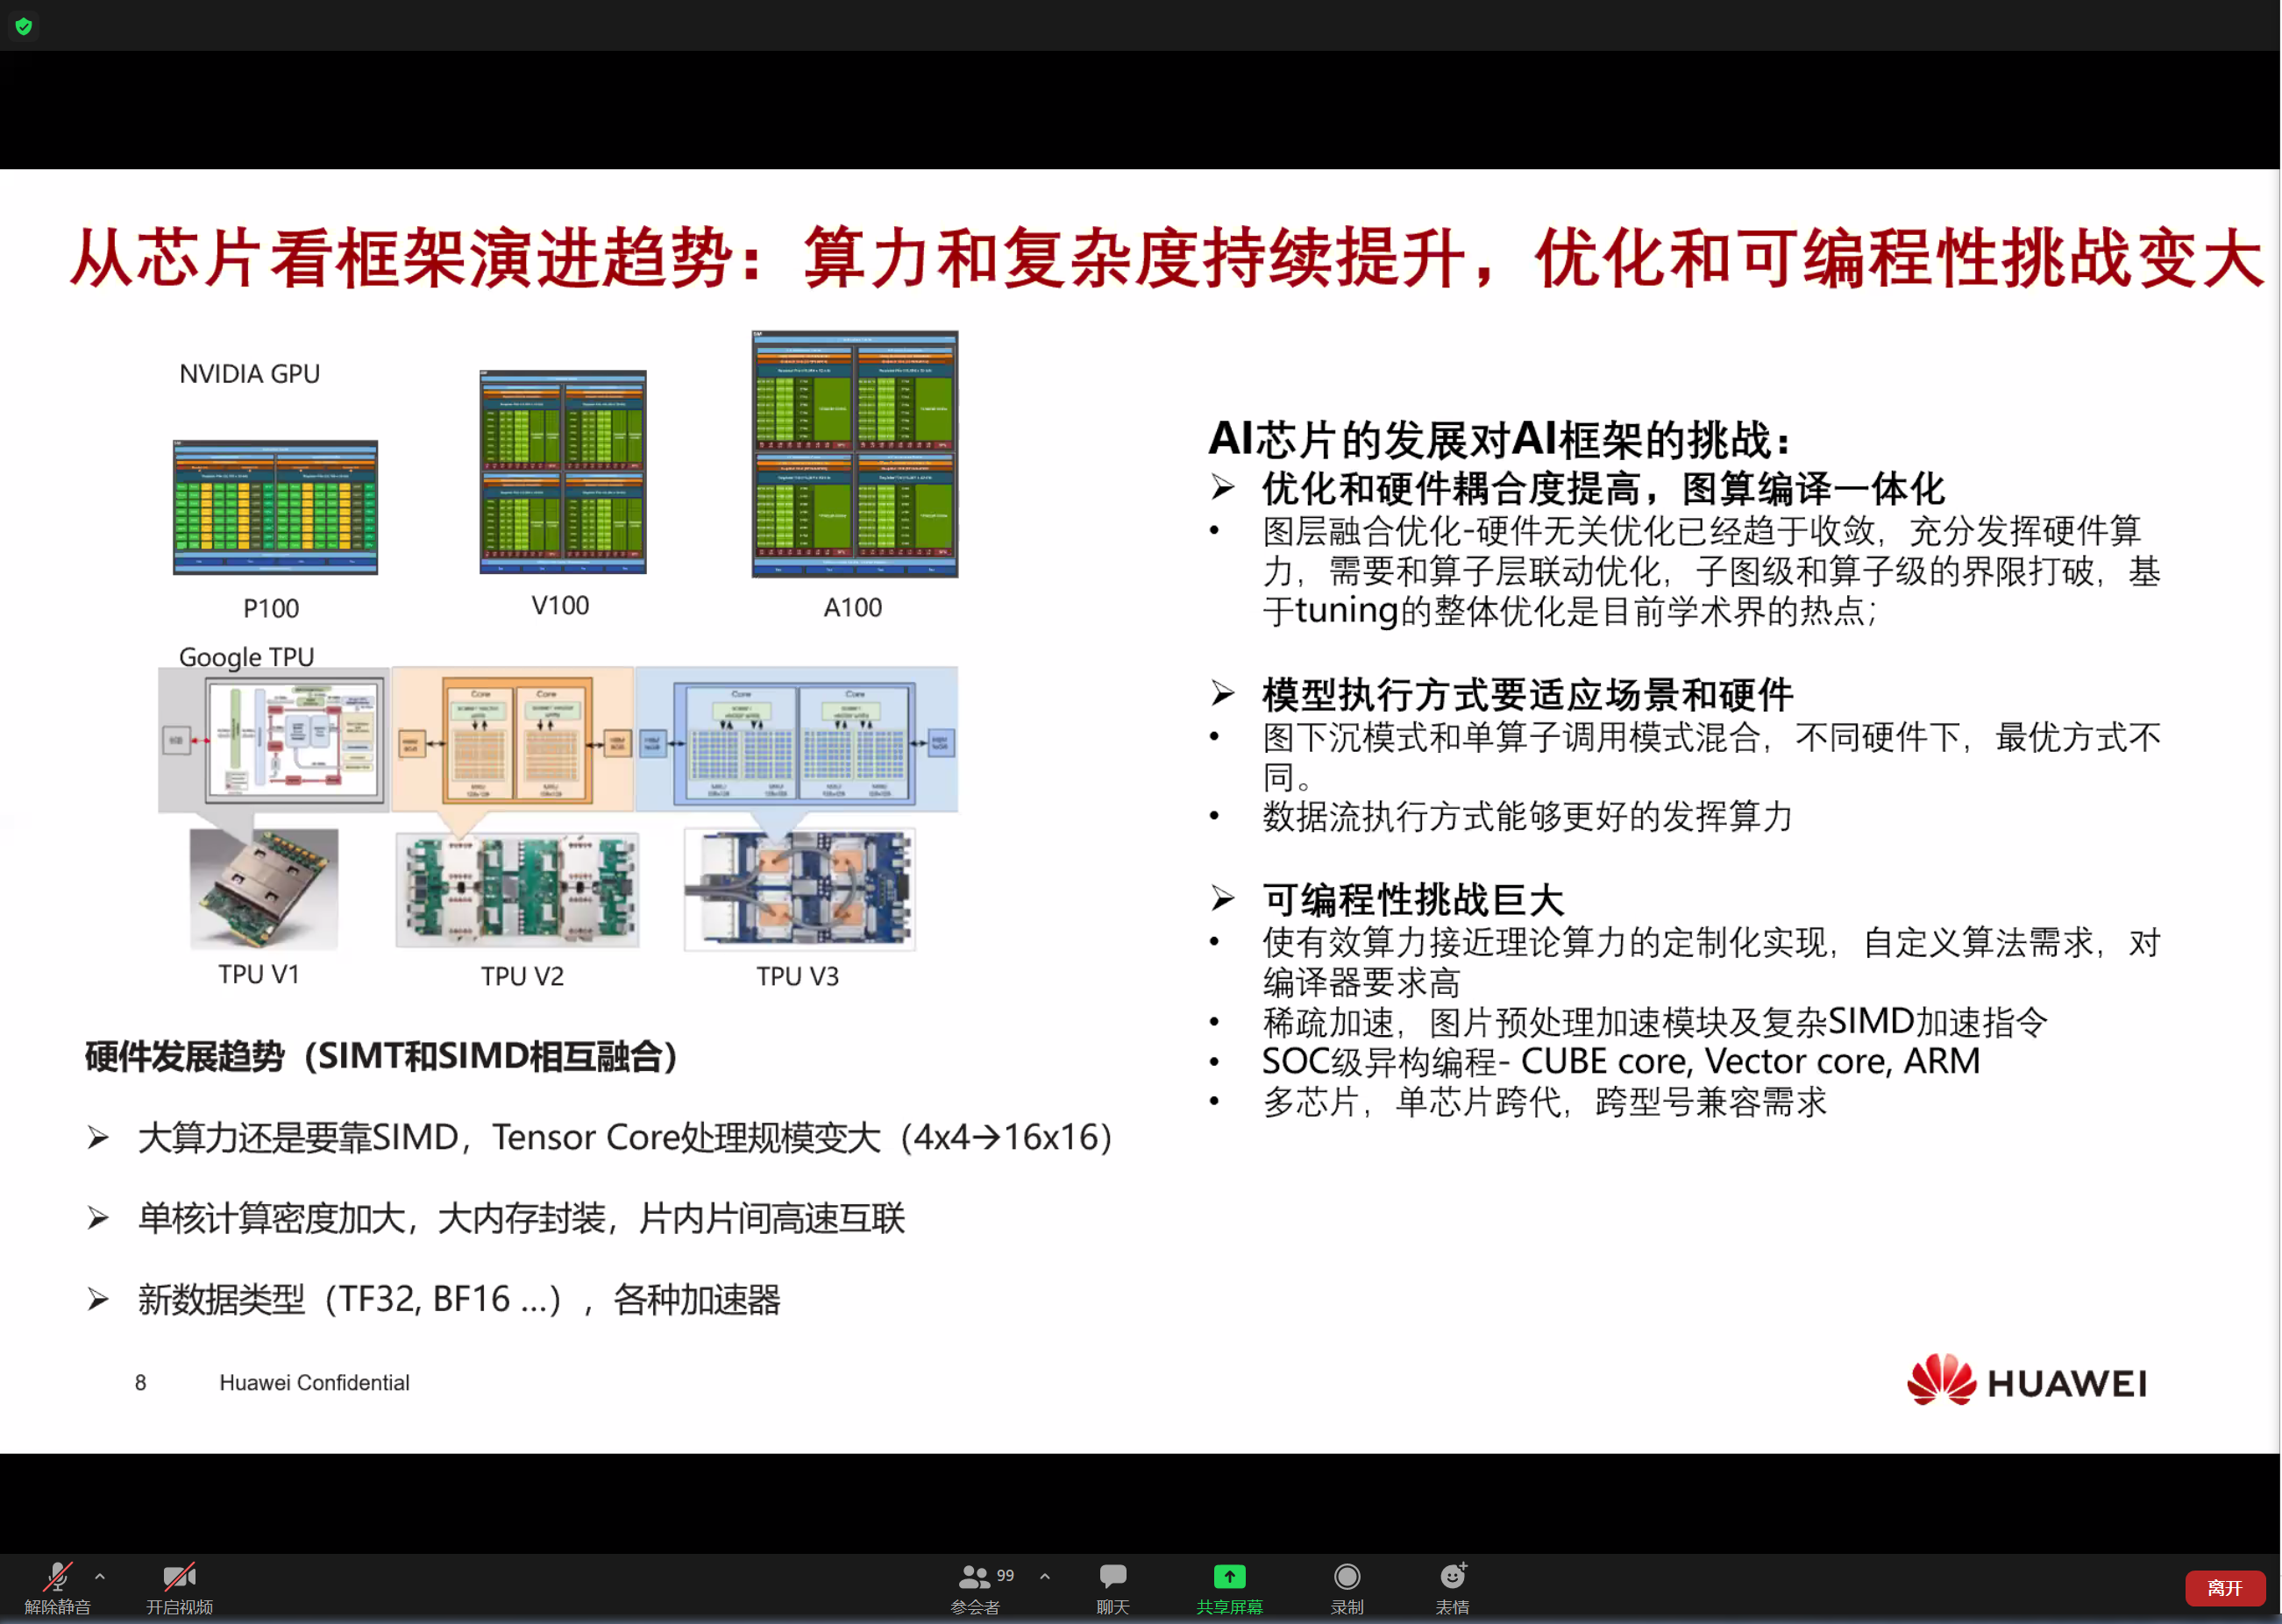 从芯片看框架演进趋势：算力和复杂度持续提升，优化和可编程性挑战变大
NVIDIA GPU
P100
V100
A100
Google TPU
Core
Core
Core
Core
TPU V1
TPU V2
TPU V3
硬件发展趋势（SIMT和SIMD相互融合）
➢ 大算力还是要靠SIMD，Tensor Core处理规模变大（4x4→16x16）
➢ 单核计算密度加大，大内存封装，片内片间高速互联
➢ 新数据类型（TF32, BF16 ...），各种加速器
AI芯片的发展对AI框架的挑战：
➢ 优化和硬件耦合度提高，图算编译一体化
• 图层融合优化-硬件无关优化已经趋于收敛，充分发挥硬件算
力，需要和算子层联动优化，子图级和算子级的界限打破，基
于tuning的整体优化是目前学术界的热点；
➢ 模型执行方式要适应场景和硬件
• 图下沉模式和单算子调用模式混合，不同硬件下，最优方式不
同。
• 数据流执行方式能够更好的发挥算力
➢ 可编程性挑战巨大
• 使有效算力接近理论算力的定制化实现，自定义算法需求，对
编译器要求高
• 稀疏加速，图片预处理加速模块及复杂SIMD加速指令
• SOC级异构编程- CUBE core, Vector core, ARM
• 多芯片，单芯片跨代，跨型号兼容需求
8
Huawei Confidential
HUAWEI
解除静音
开启视频
99
参会者
聊天
共享屏幕
录制
表情
离开